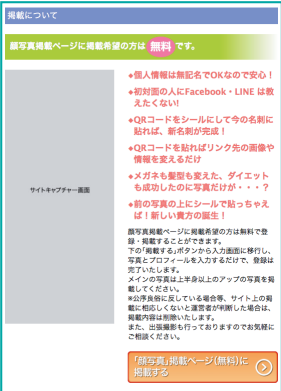 掲載について
顔写真掲載ページに掲載希望の方は 無料 です。
サイトキャプチャー画面
◆個人情報は無記名でOKなので安心！
◆初対面の人にFacebook・LINE は教
えたくない!
◆QRコードをシールにして今の名刺に
貼れば、新名刺が完成！
◆QRコードを貼ればリンク先の画像や
情報を変えるだけ
◆メガネも髪型も変えた、ダイエット
も成功したのに写真だけが・・・？
◆前の写真の上にシールで貼っちゃえ
ば！新しい貴方の誕生！
顔写真掲載ページに掲載希望の方は無料で登
録・掲載することができます。
下の「掲載する」ボタンから入力画面に移行し、
写真とプロフィールを入力するだけで、登録は
完了いたします。
メインの写真は上半身以上のアップの写真を掲
載してください。
※公序良俗に反している場合等、サイト上の掲
載に相応しくないと運営者が判断した場合は、
掲載内容は削除いたします。
また、出張撮影も行っておりますのでお気軽に
ご相談ください。
「顔写真」掲載ページ(無料)に
掲載する